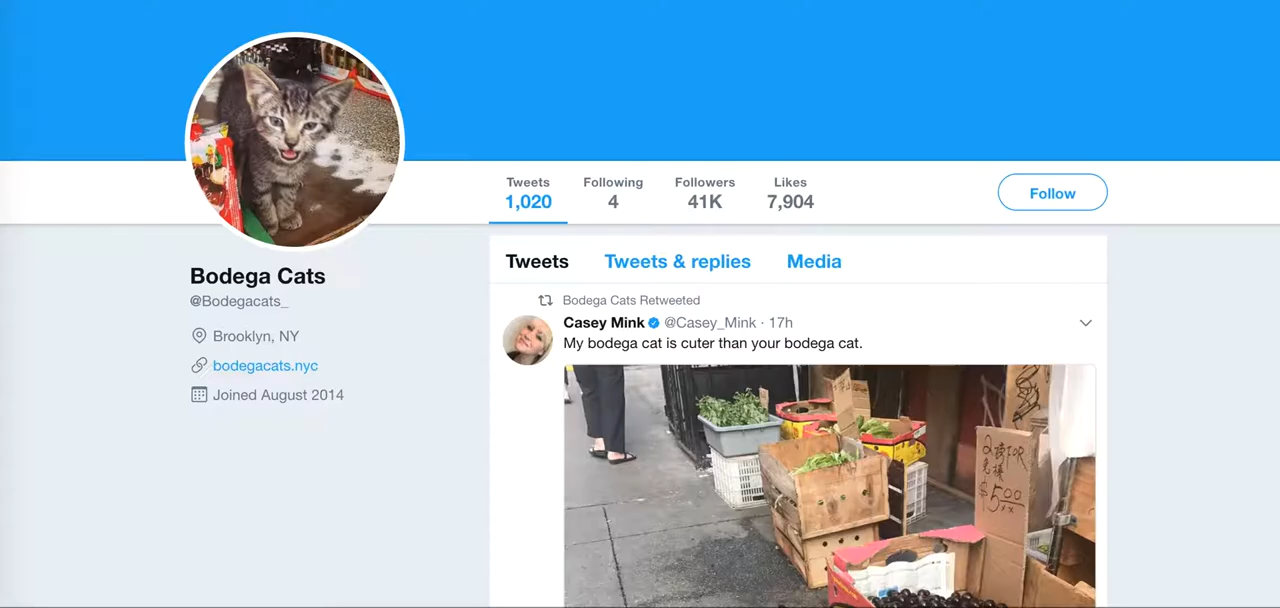 Tweets
1,020
Following
4
Followers
41K
Likes
7,904
Follow
Bodega Cats
@Bodegacats_
Brooklyn, NY
bodegacats.nyc
Joined August 2014
Tweets
Tweets & replies
Media
Bodega Cats Retweeted
Casey Mink @Casey_Mink · 17h
My bodega cat is cuter than your bodega cat.
2 FOR
$5.00